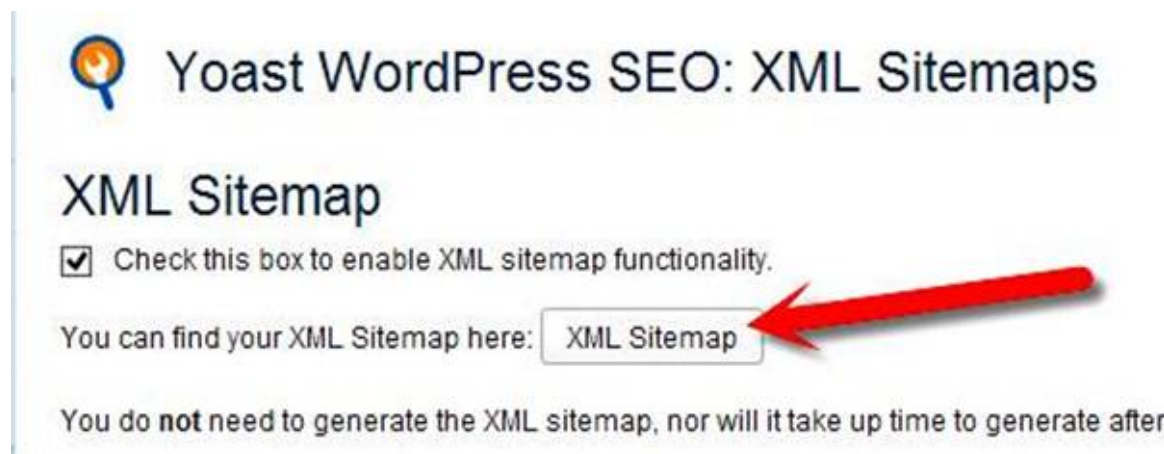 Yoast WordPress SEO: XML Sitemaps
XML Sitemap
Check this box to enable XML sitemap functionality.
You can find your XML Sitemap here: XML Sitemap
You do not need to generate the XML sitemap, nor will it take up time to generate after